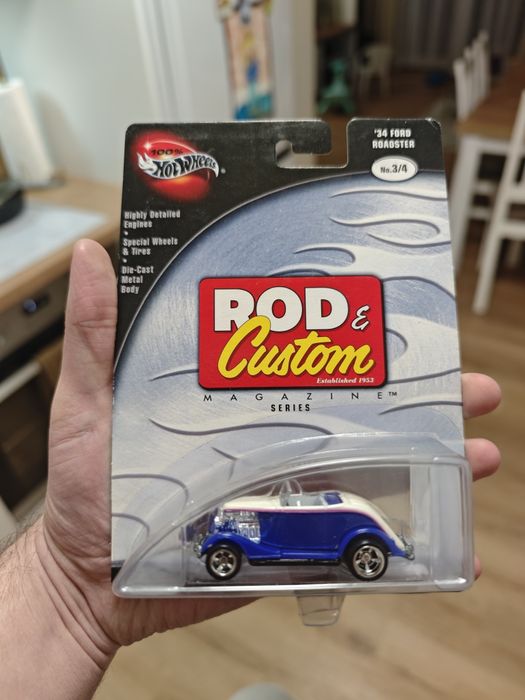 100%
Hot Wheels®
'34 FORD
ROADSTER
No.3/4
Highly Detailed
Engines
•
Special Wheels
& Tires
•
Die-Cast
Metal
Body
ROD &
Custom
Established 1953
MAGAZINE™
SERIES